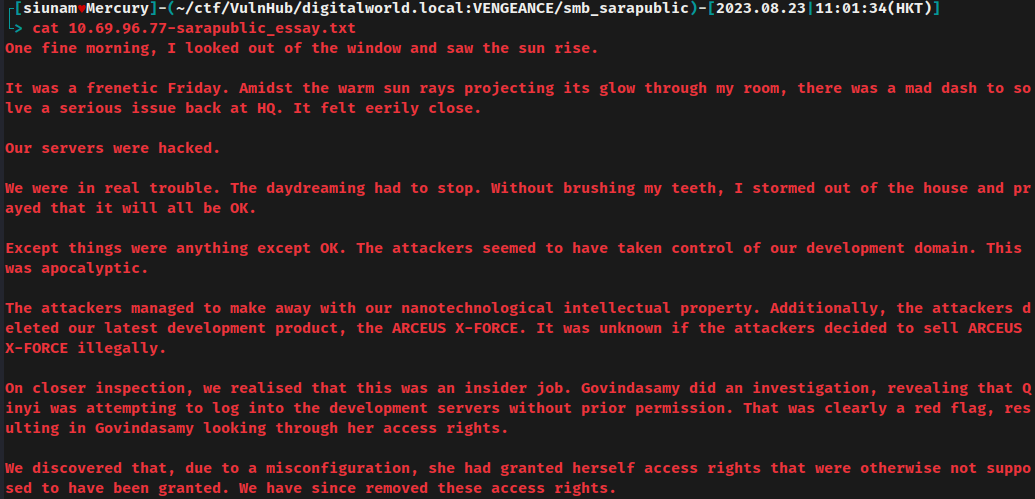 ┌[siunam♥Mercury]-(~/ctf/VulnHub/digitalworld.local:VENGEANCE/smb_sarapublic)-[2023.08.23|11:01:34(HKT)]
└> cat 10.69.96.77-sarapublic_essay.txt
One fine morning, I looked out of the window and saw the sun rise.
It was a frenetic Friday. Amidst the warm sun rays projecting its glow through my room, there was a mad dash to so
lve a serious issue back at HQ. It felt eerily close.
Our servers were hacked.
We were in real trouble. The daydreaming had to stop. Without brushing my teeth, I stormed out of the house and pr
ayed that it will all be OK.
Except things were anything except OK. The attackers seemed to have taken control of our development domain. This
was apocalyptic.
The attackers managed to make away with our nanotechnological intellectual property. Additionally, the attackers d
eleted our latest development product, the ARCEUS X-FORCE. It was unknown if the attackers decided to sell ARCEUS
X-FORCE illegally.
On closer inspection, we realised that this was an insider job. Govindasamy did an investigation, revealing that Q
inyi was attempting to log into the development servers without prior permission. That was clearly a red flag, res
ulting in Govindasamy looking through her access rights.
We discovered that, due to a misconfiguration, she had granted herself access rights that were otherwise not suppo
sed to have been granted. We have since removed these access rights.